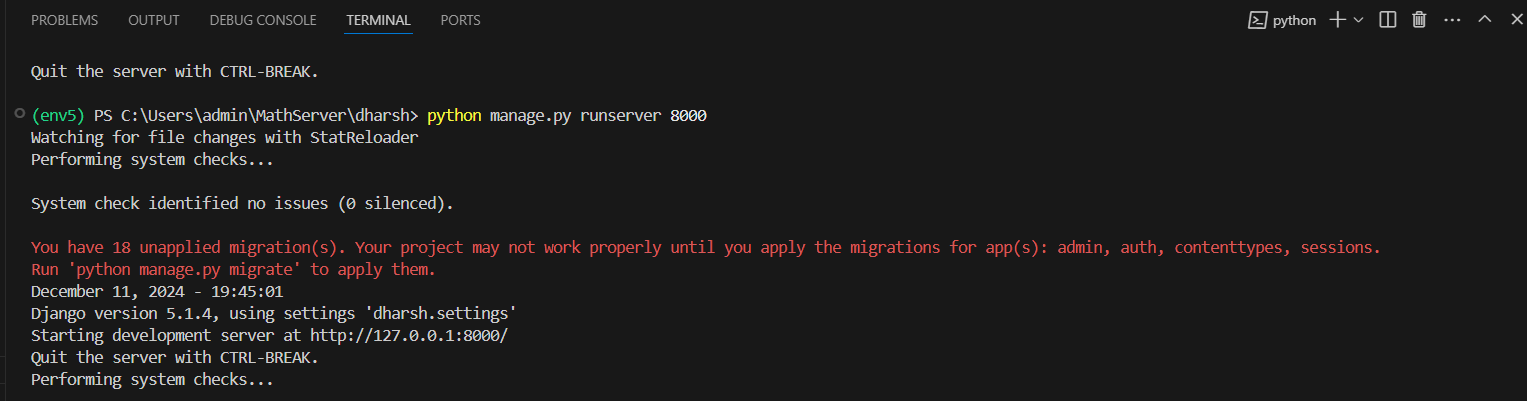 PROBLEMS OUTPUT DEBUG CONSOLE TERMINAL PORTS python
Quit the server with CTRL-BREAK.
(env5) PS C:\Users\admin\MathServer\dharsh> python manage.py runserver 8000
Watching for file changes with StatReloader
Performing system checks...
System check identified no issues (0 silenced).
You have 18 unapplied migration(s). Your project may not work properly until you apply the migrations for app(s): admin, auth, contenttypes, sessions.
Run 'python manage.py migrate' to apply them.
December 11, 2024 - 19:45:01
Django version 5.1.4, using settings 'dharsh.settings'
Starting development server at http://127.0.0.1:8000/
Quit the server with CTRL-BREAK.
Performing system checks...